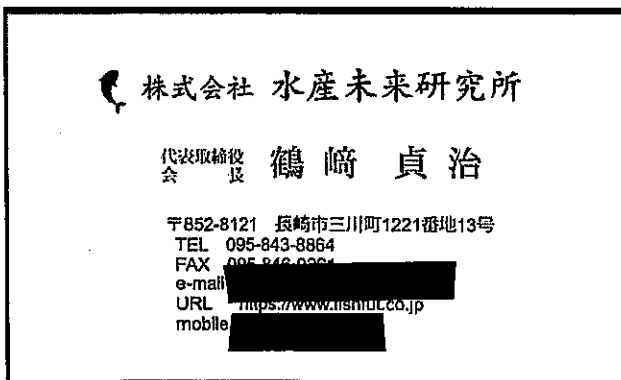 株式会社 水産未来研究所
代表取締役
会長 鶴﨑 貞治
〒852-8121 長崎市三川町1221番地13号
TEL 095-843-8864
FAX
e-mail
URL
mobile